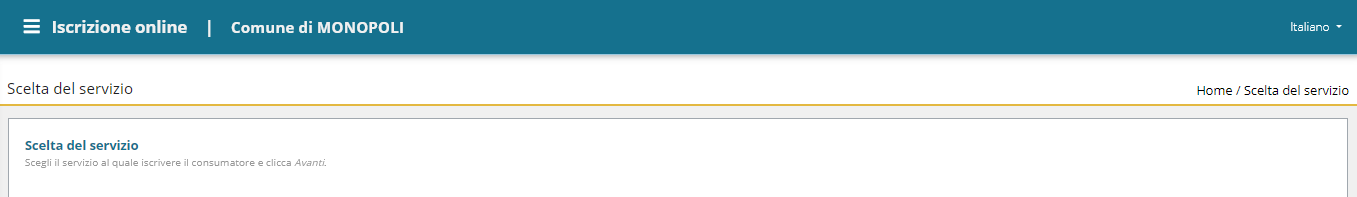 Iscrizione online | Comune di MONOPOLI Italiano
Scelta del servizio Home / Scelta del servizio
Scelta del servizio
Scegli il servizio al quale iscrivere il consumatore e clicca Avanti.